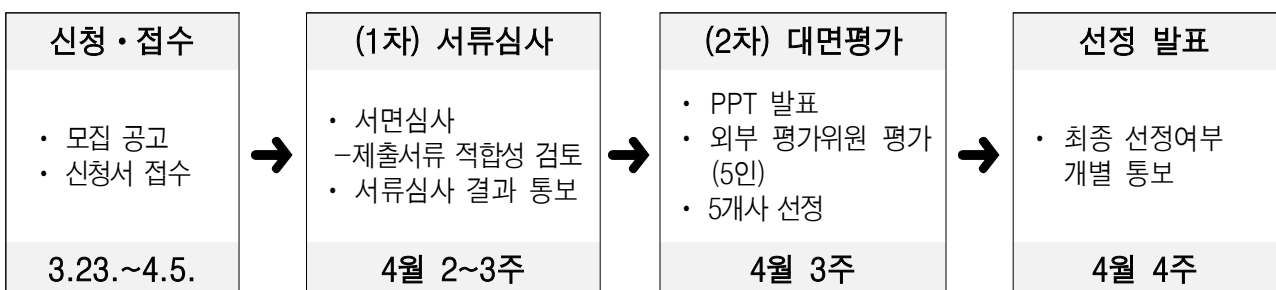 신청・접수
・ 모집 공고
・ 신청서 접수
3.23.~4.5.
(1차) 서류심사
・ 서면심사
-제출서류 적합성 검토
・ 서류심사 결과 통보
4월 2~3주
(2차) 대면평가
・ PPT 발표
・ 외부 평가위원 평가
(5인)
・ 5개사 선정
4월 3주
선정 발표
・ 최종 선정여부
개별 통보
4월 4주